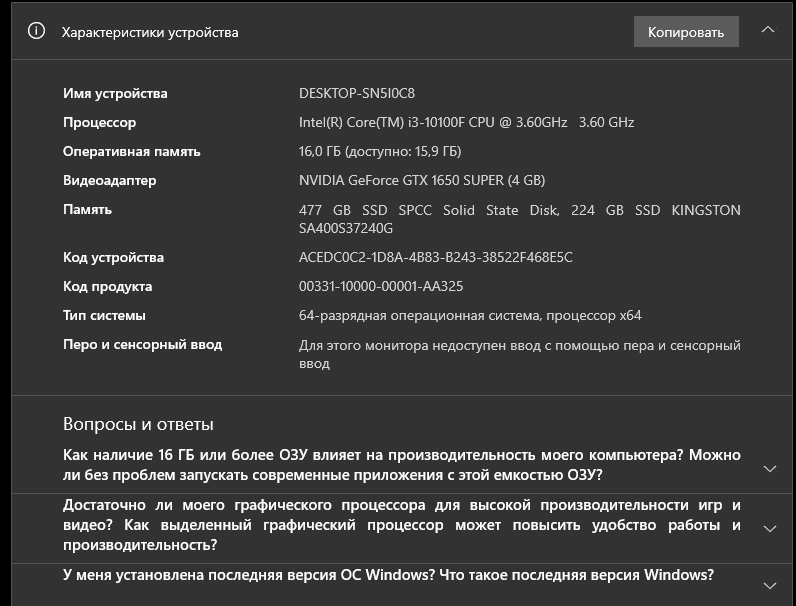 Характеристики устройства
Копировать
Имя устройства DESKTOP-SN5I0C8
Процессор Intel(R) Core(TM) i3-10100F CPU @ 3.60GHz 3.60 GHz
Оперативная память 16,0 ГБ (доступно: 15,9 ГБ)
Видеоадаптер NVIDIA GeForce GTX 1650 SUPER (4 GB)
Память 477 GB SSD SPCC Solid State Disk, 224 GB SSD KINGSTON
SA400S37240G
Код устройства ACEDC0C2-1D8A-4B83-B243-38522F468E5C
Код продукта 00331-10000-00001-AA325
Тип системы 64-разрядная операционная система, процессор x64
Перо и сенсорный ввод Для этого монитора недоступен ввод с помощью пера и сенсорный
ввод
Вопросы и ответы
Как наличие 16 ГБ или более ОЗУ влияет на производительность моего компьютера? Можно
ли без проблем запускать современные приложения с этой емкостью ОЗУ?
Достаточно ли моего графического процессора для высокой производительности игр и
видео? Как выделенный графический процессор может повысить удобство работы и
производительность?
У меня установлена последняя версия ОС Windows? Что такое последняя версия Windows?